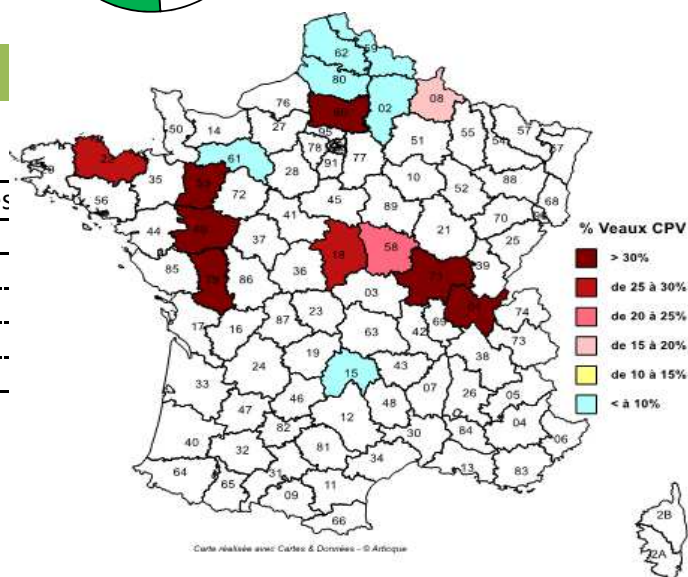 62 59
80
76 60 02 08
50 14 27 95 51 55 54 57 67
61 78 91 77
22 35 53 72 28 10 52 88 68
56 45 89 70
44 49 41 21 25
37 18 58 39
85 79 86 36 71
03 01 74
17 16 87 23 42 69 73
63 38
24 19 15 43
33 46 07 26 05
47 12 48
82 04
40 32 81 30 84 06
34 13 83
64 65 31 11
09
66
2B
2A
% Veaux CPV
> 30%
de 25 à 30%
de 20 à 25%
de 15 à 20%
de 10 à 15%
< à 10%
Carte réalisée avec Cartes & Données - © Articque